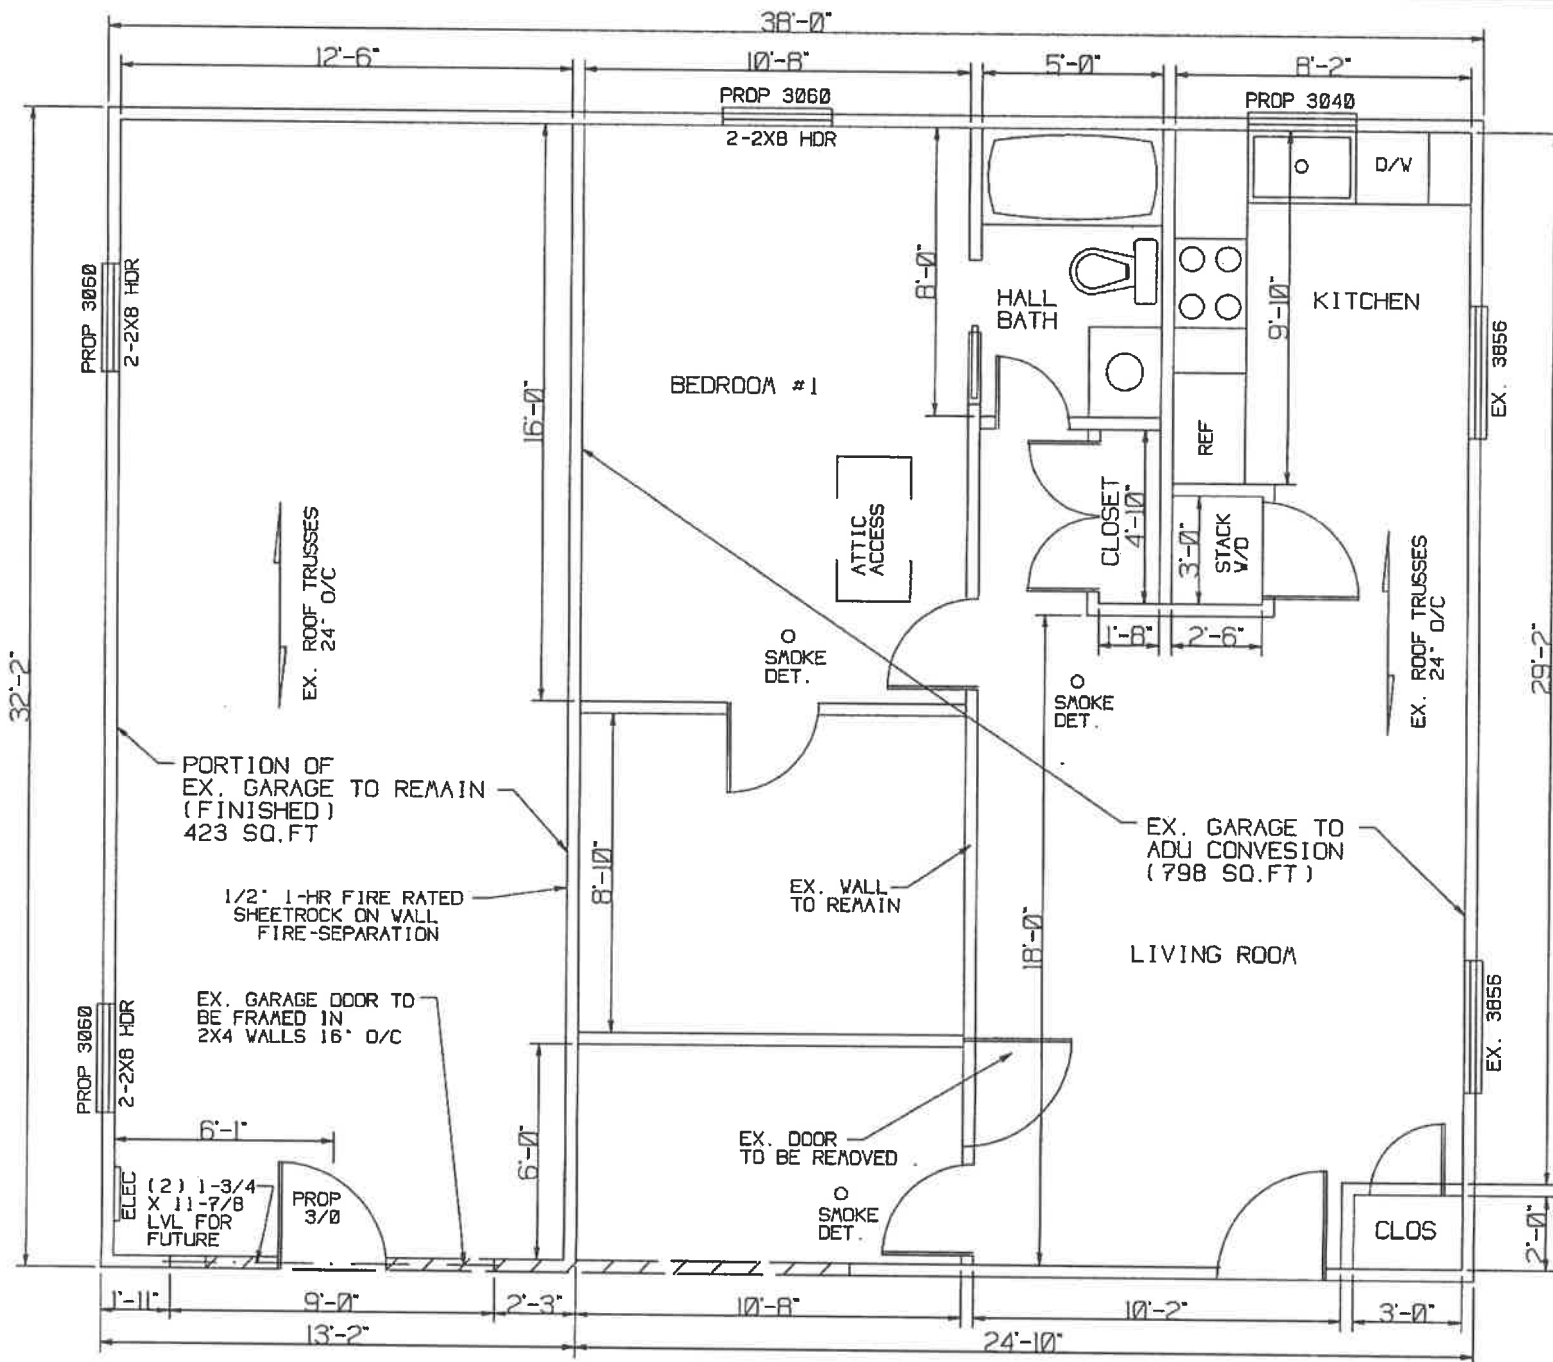 38'-0"
12'-6"
10'-8"
5'-0"
8'-2"
PROP 3060
2-2X8 HDR
PROP 3040
D/W
PROP 3060
2-2X8 HDR
8'-0"
HALL
BATH
9'-10"
KITCHEN
EX. 3856
BEDROOM #1
16'-0"
REF
CLOSET
4'-10"
3'-0"
STACK
W/D
ATTIC
ACCESS
EX. ROOF TRUSSES
24" O/C
EX. ROOF TRUSSES
24" O/C
1'-8"
2'-6"
32'-2"
29'-2"
SMOKE
DET.
SMOKE
DET.
PORTION OF
EX. GARAGE TO REMAIN
(FINISHED)
423 SQ.FT
EX. GARAGE TO
ADU CONVESION
(798 SQ.FT)
8'-10"
EX. WALL
TO REMAIN
1/2" 1-HR FIRE RATED
SHEETROCK ON WALL
FIRE-SEPARATION
18'-0"
LIVING ROOM
EX. GARAGE DOOR TO
BE FRAMED IN
2X4 WALLS 16" O/C
PROP 3060
2-2X8 HDR
EX. 3856
6'-1"
6'-0"
EX. DOOR
TO BE REMOVED
ELEC
(2) 1-3/4
X 11-7/8
LVL FOR
FUTURE
PROP
3/0
SMOKE
DET.
CLOS
2'-0"
1'-11"
9'-0"
2'-3"
10'-8"
10'-2"
3'-0"
13'-2"
24'-10"